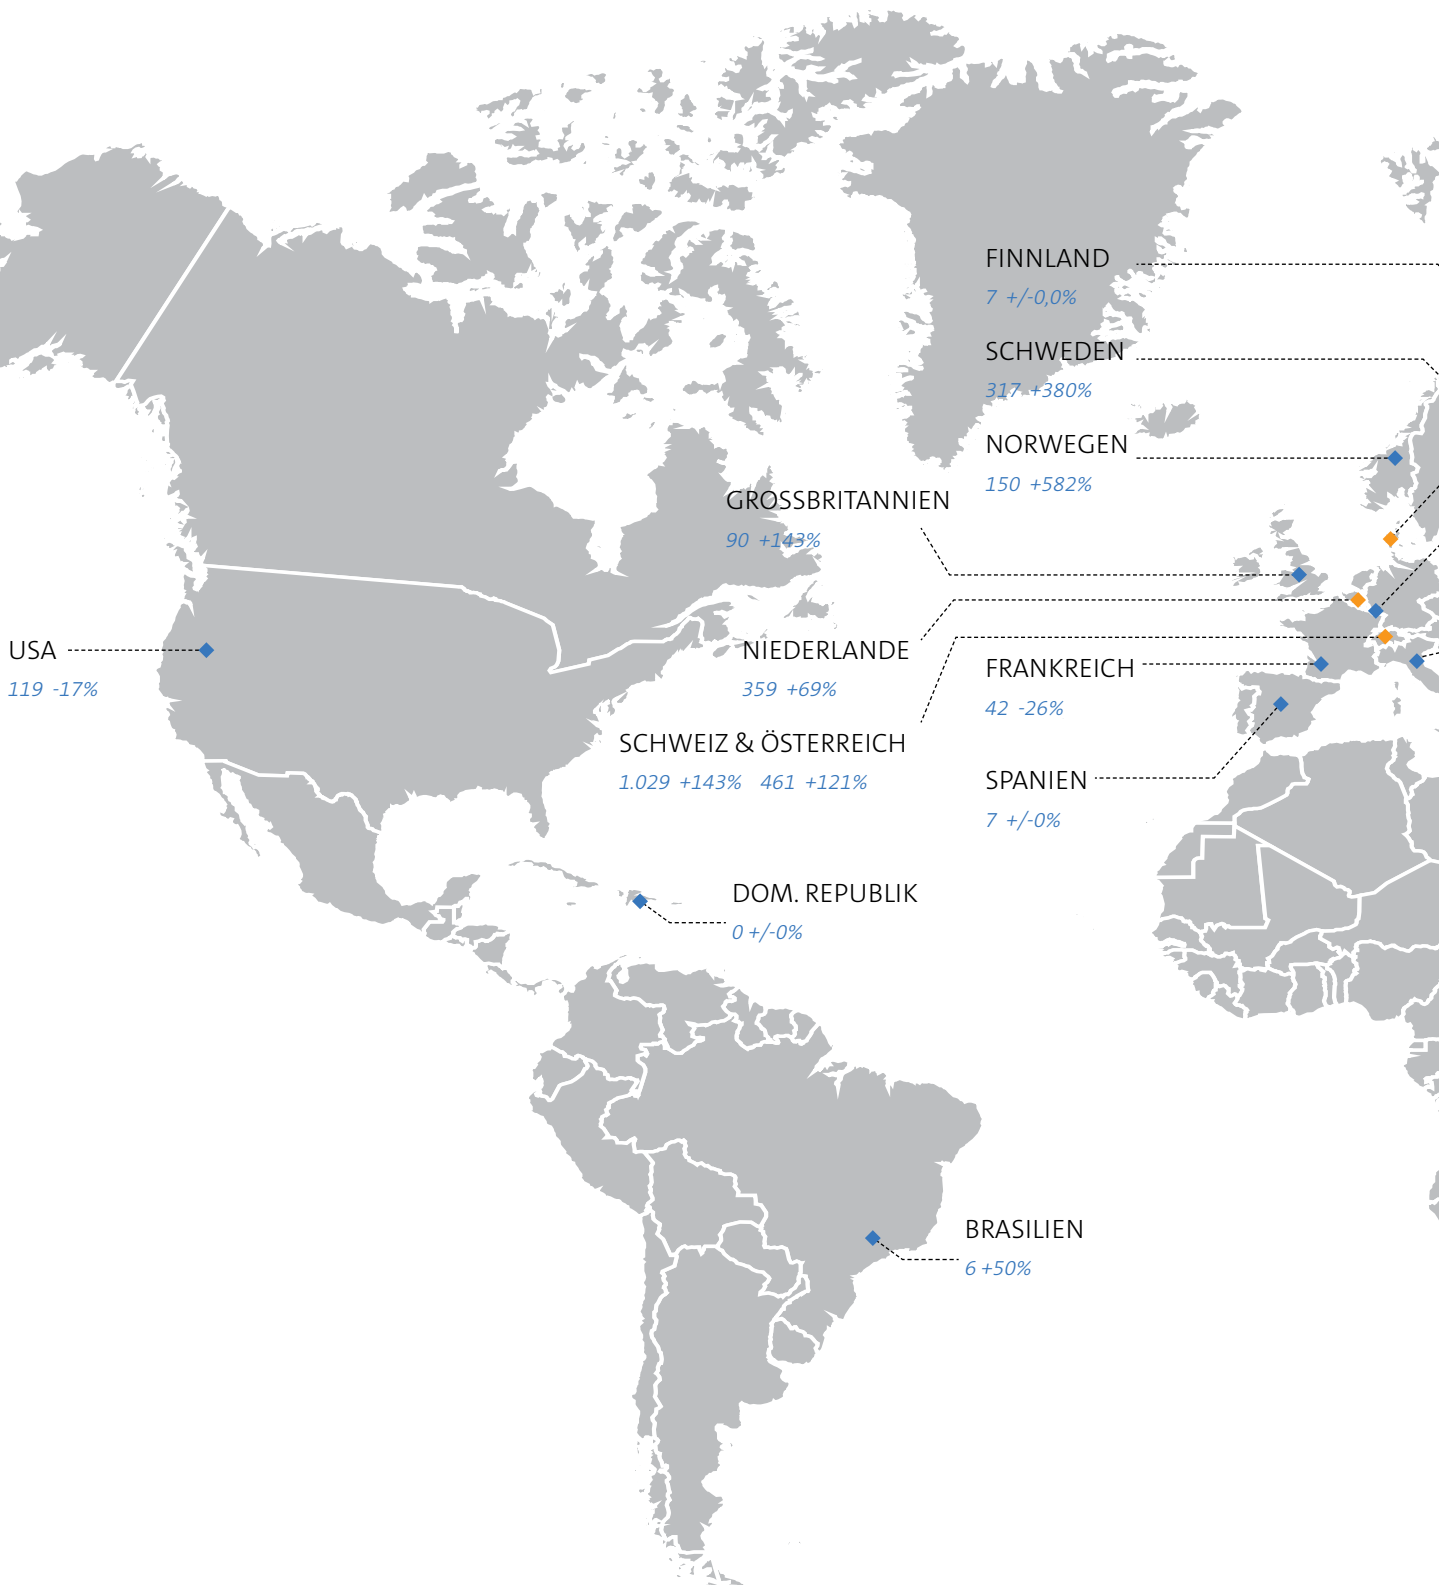 FINNLAND
7 +/-0,0%
SCHWEDEN
317 +380%
NORWEGEN
150 +582%
GROSSBRITANNIEN
90 +143%
USA
119 -17%
NIEDERLANDE
359 +69%
FRANKREICH
42 -26%
SCHWEIZ & ÖSTERREICH
1.029 +143% 461 +121%
SPANIEN
7 +/-0%
DOM. REPUBLIK
0 +/-0%
BRASILIEN
6 +50%